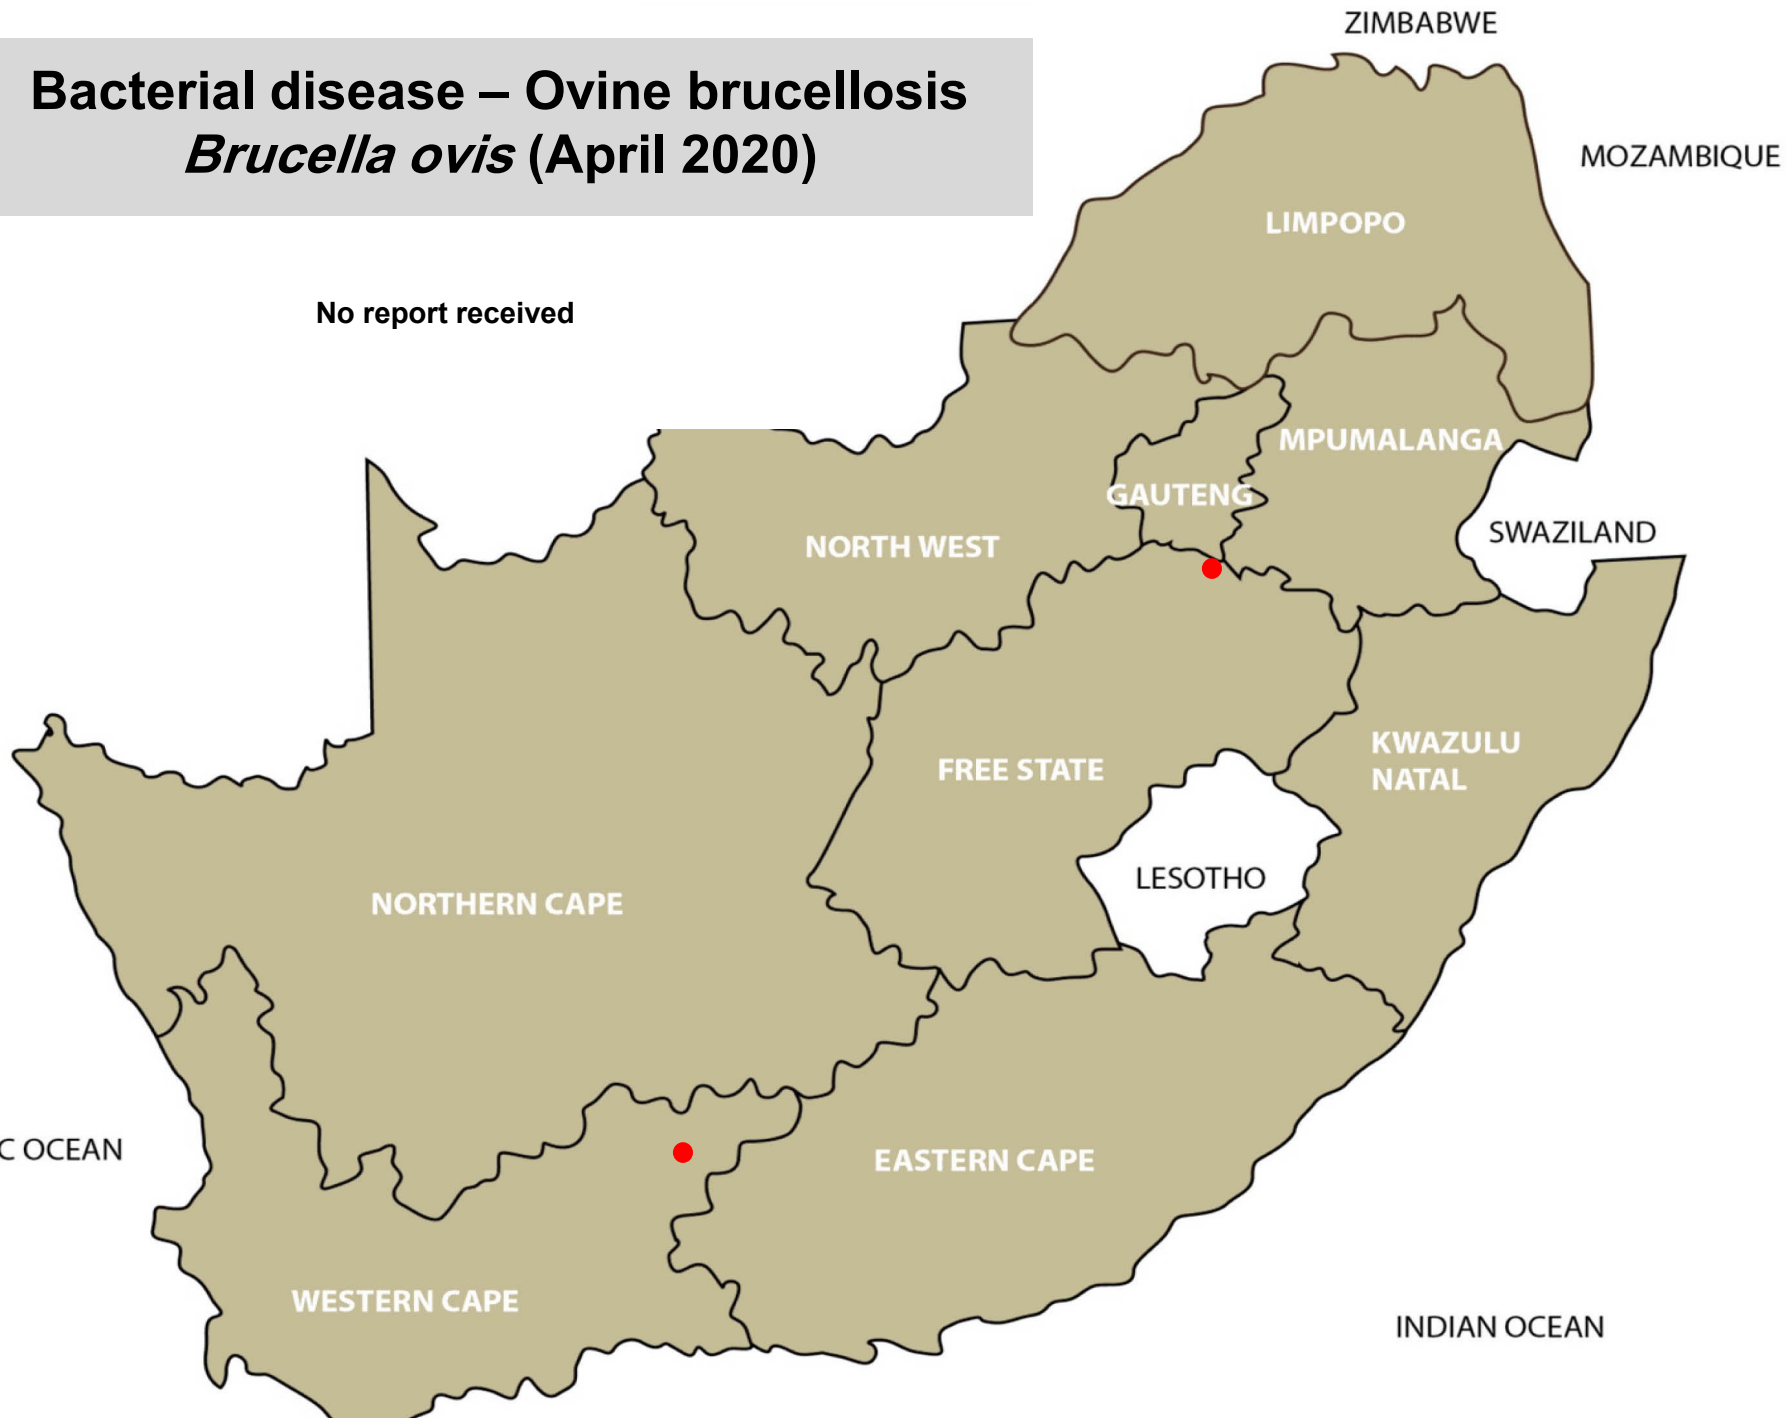 ZIMBABWE
Bacterial disease – Ovine brucellosis
Brucella ovis (April 2020)
MOZAMBIQUE
LIMPOPO
No report received
MPUMALANGA
GAUTENG
SWAZILAND
NORTH WEST
KWAZULU
NATAL
FREE STATE
LESOTHO
NORTHERN CAPE
C OCEAN
EASTERN CAPE
WESTERN CAPE
INDIAN OCEAN